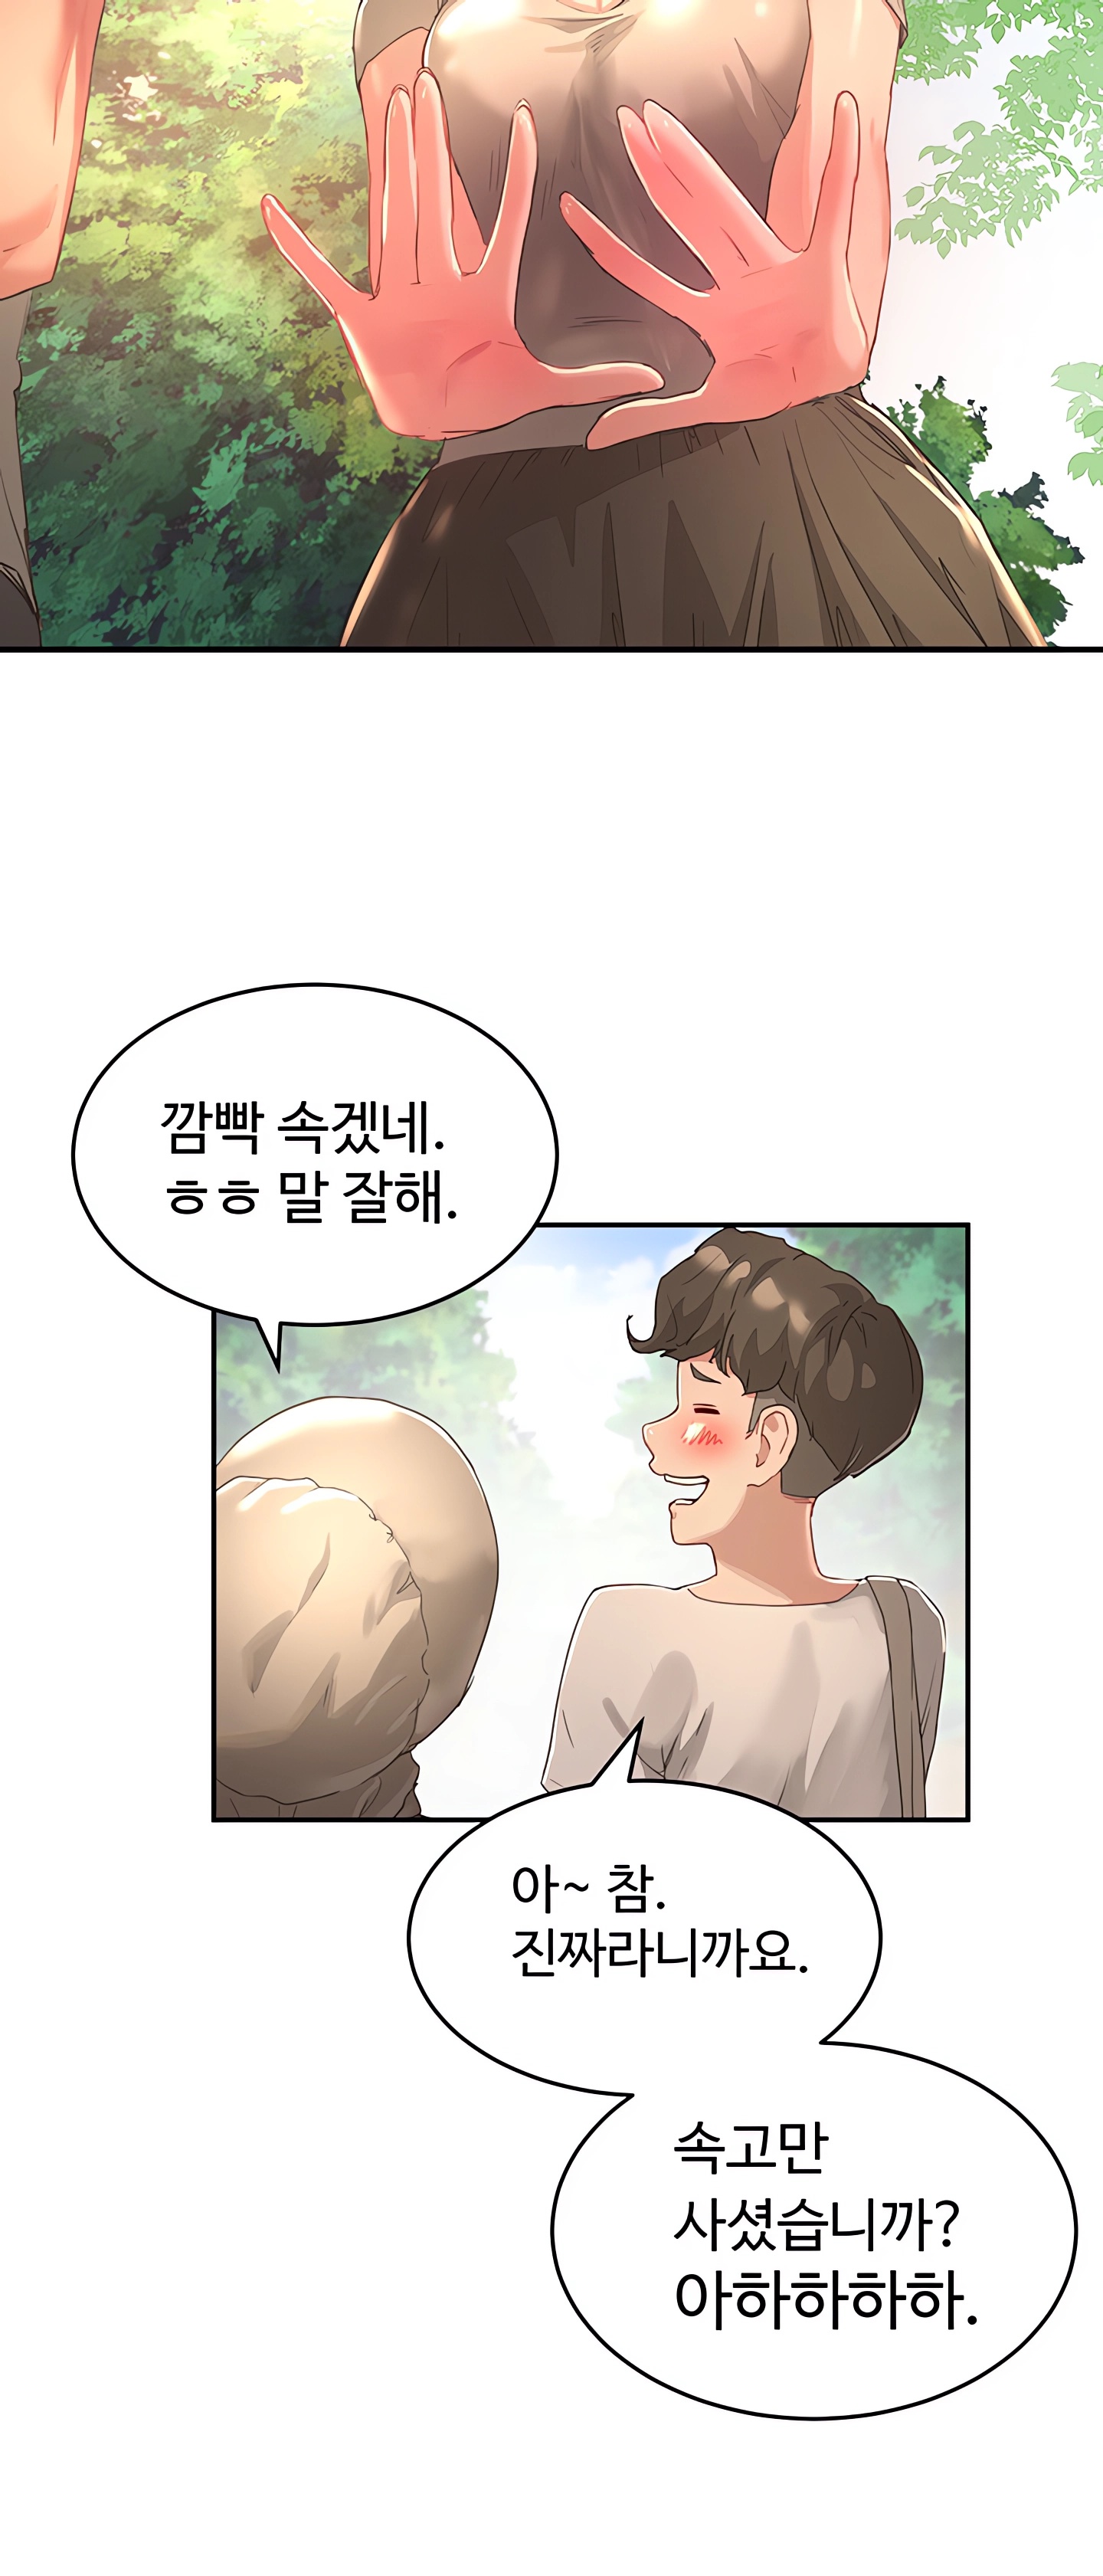 깜빡 속겠네.
ㅎㅎ 말 잘해.
아~ 참.
진짜라니까요.
속고만
사셨습니까?
아하하하하.